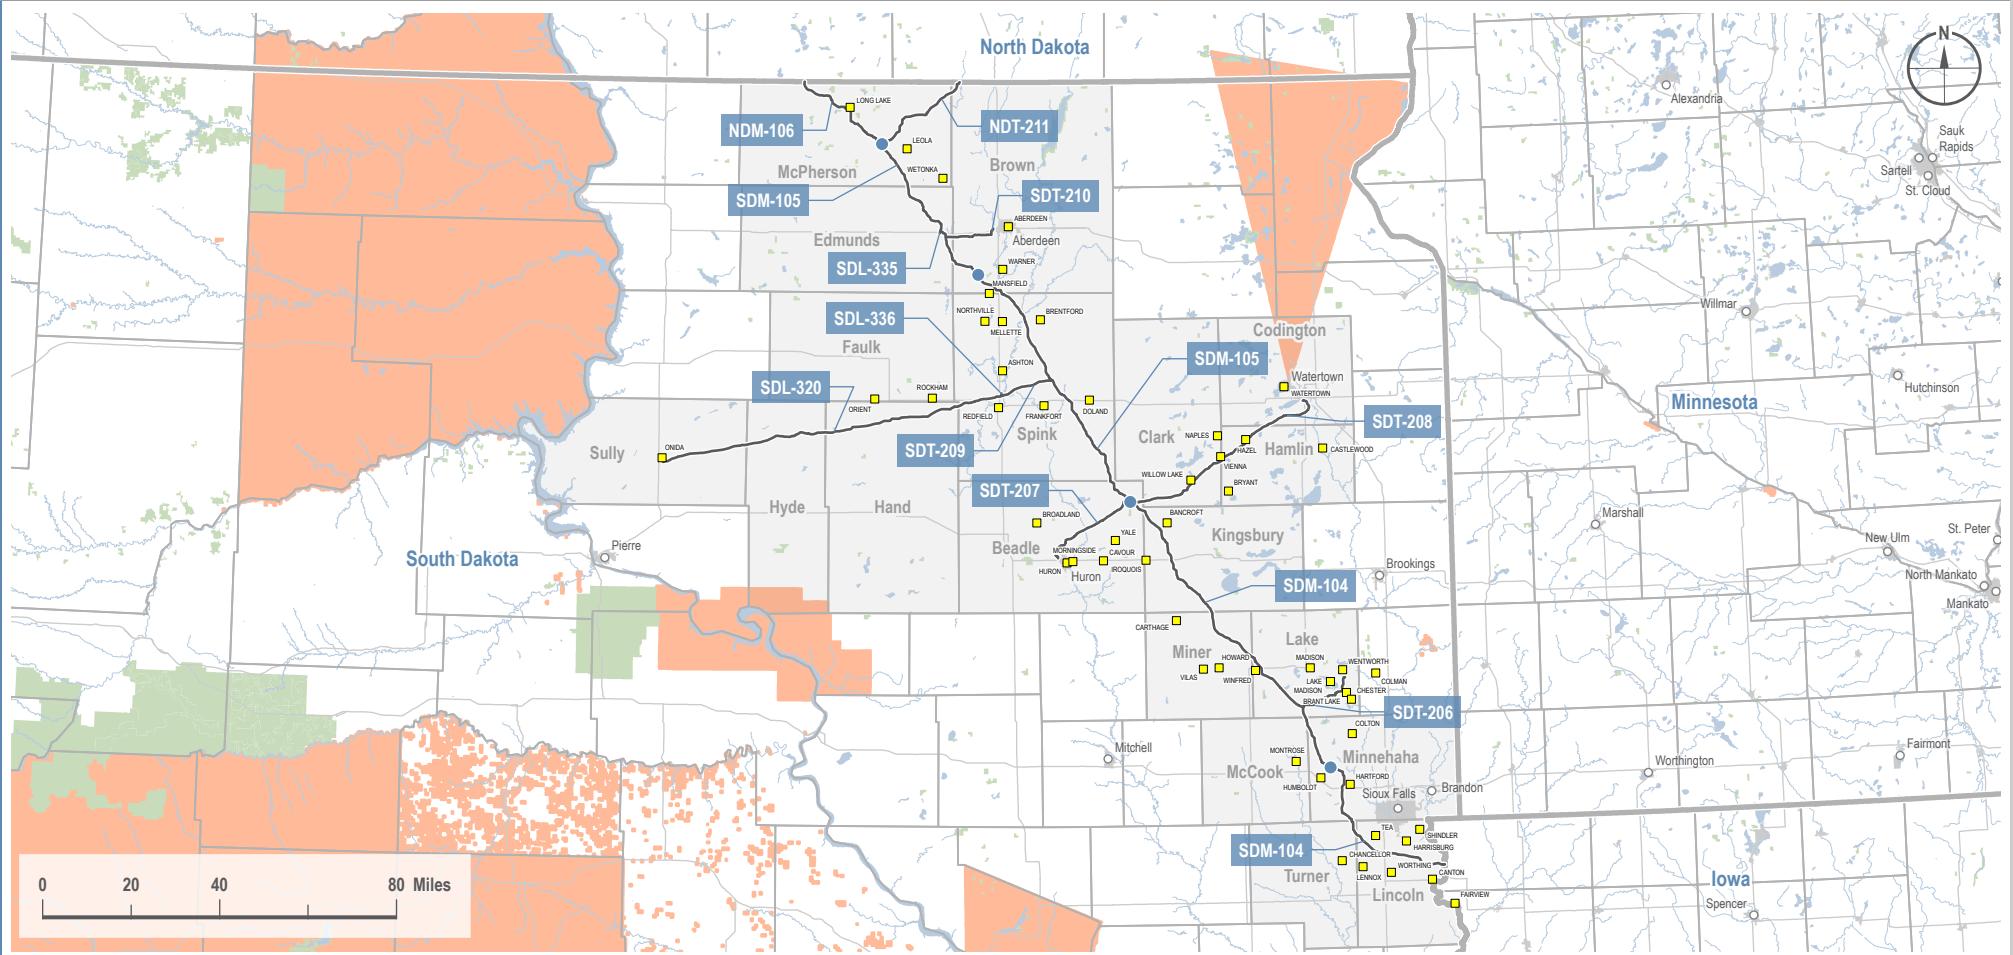 North Dakota
N
Alexandria
LONG LAKE
NDM-106
NDT-211
Sauk
Rapids
LEOLA
Sartell
St. Cloud
McPherson
WETONKA
Brown
SDM-105
SDT-210
ABERDEEN
Aberdeen
Edmunds
SDL-335
WARNER
MANSFIELD
Willmar
SDL-336
NORTHVILLE
BRENTFORD
MELLETTE
Codington
Faulk
SDM-105
ASHTON
Watertown
WATERTOWN
Hutchinson
SDL-320
ROCKHAM
ORIENT
REDFIELD
FRANKFORT
DOLAND
Minnesota
SDT-208
Spink
Clark
NAPLES
HAZEL
Hamlin
CASTLEWOOD
Sully
ONIDA
SDT-209
VIENNA
WILLOW LAKE
BRYANT
SDT-207
Hyde
Hand
BROADLAND
BANCROFT
Marshall
St. Peter
Kingsbury
YALE
New Ulm
Beadle
MORNINGSIDE
CAVOUR
Pierre
South Dakota
HURON
Huron
IROQUOIS
Brookings
North Mankato
SDM-104
Mankato
CARTHAGE
Lake
Miner
HOWARD
MADISON
WENTWORTH
VILAS
WINFRED
LAKE
MADISON
COLMAN
CHESTER
BRANT LAKE
SDT-206
COLTON
Mitchell
MONTROSE
Minnehaha
Fairmont
McCook
HARTFORD
Worthington
HUMBOLDT
Sioux Falls
Brandon
TEA
SHINDLER
SDM-104
HARRISBURG
CHANCELLOR
WORTHING
Turner
LENNOX
CANTON
Lincoln
FAIRVIEW
Iowa
Spencer
0 20 40 80 Miles